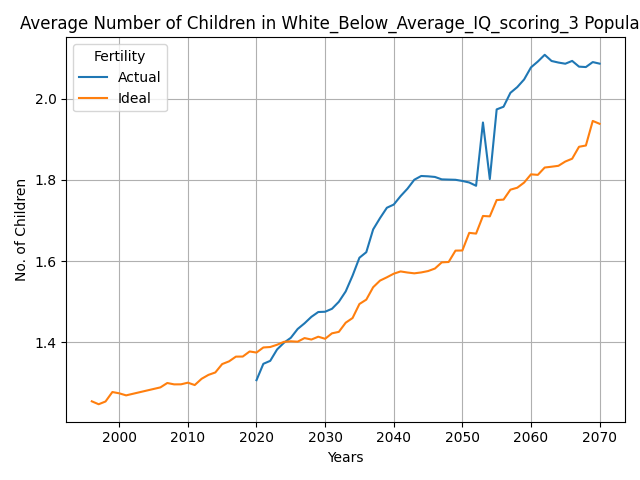 Average Number of Children in White_Below_Average_IQ_scoring_3 Popula
Fertility
Actual
Ideal
No. of Children
2.0
1.8
1.6
1.4
2000 2010 2020 2030 2040 2050 2060 2070
Years